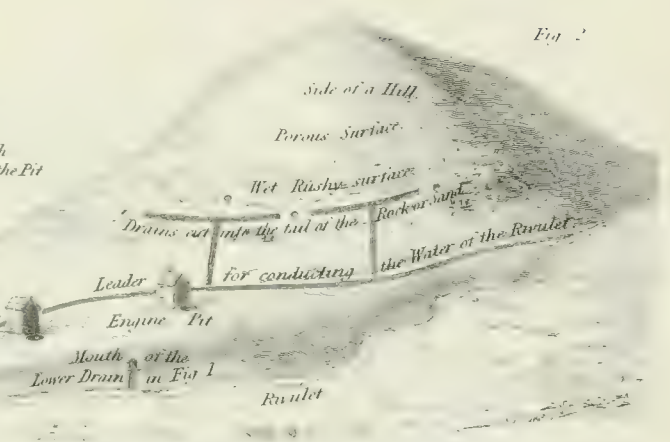 Fig 2
Side of a Hill
Porous Surface
the Pit
Wet Rushy surface
Drains cut into the tail of the Rock or Sand
Leader for conducting the Water of the Rivulet
Engine Pit
Mouth of the
Lower Drain in Fig 1
Rivulet